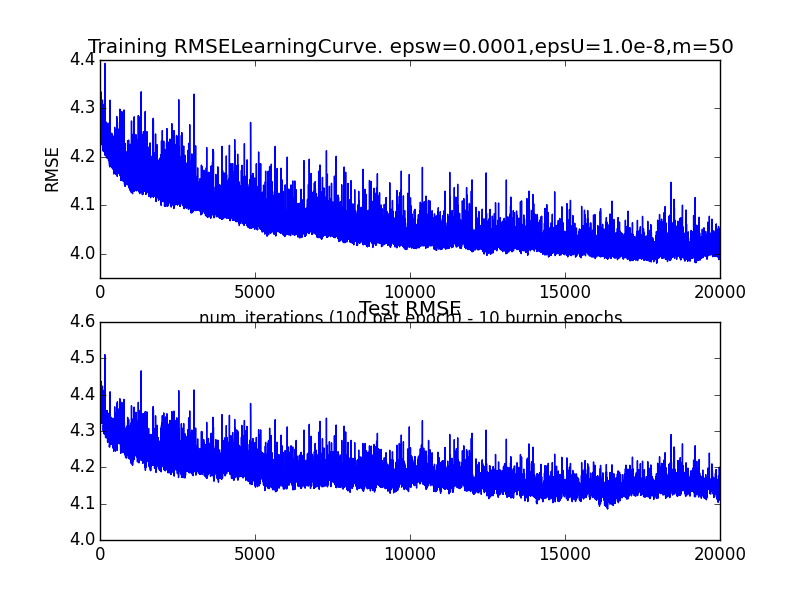 Training RMSELearningCurve. epsw=0.0001,epsU=1.0e-8,m=50
4.4
4.3
4.2
4.1
4.0
RMSE
0 5000 10000 15000 20000
num_iterations (100 per epoch) - 10 burnin epochs
Test RMSE
4.6
4.5
4.4
4.3
4.2
4.1
4.0
0 5000 10000 15000 20000